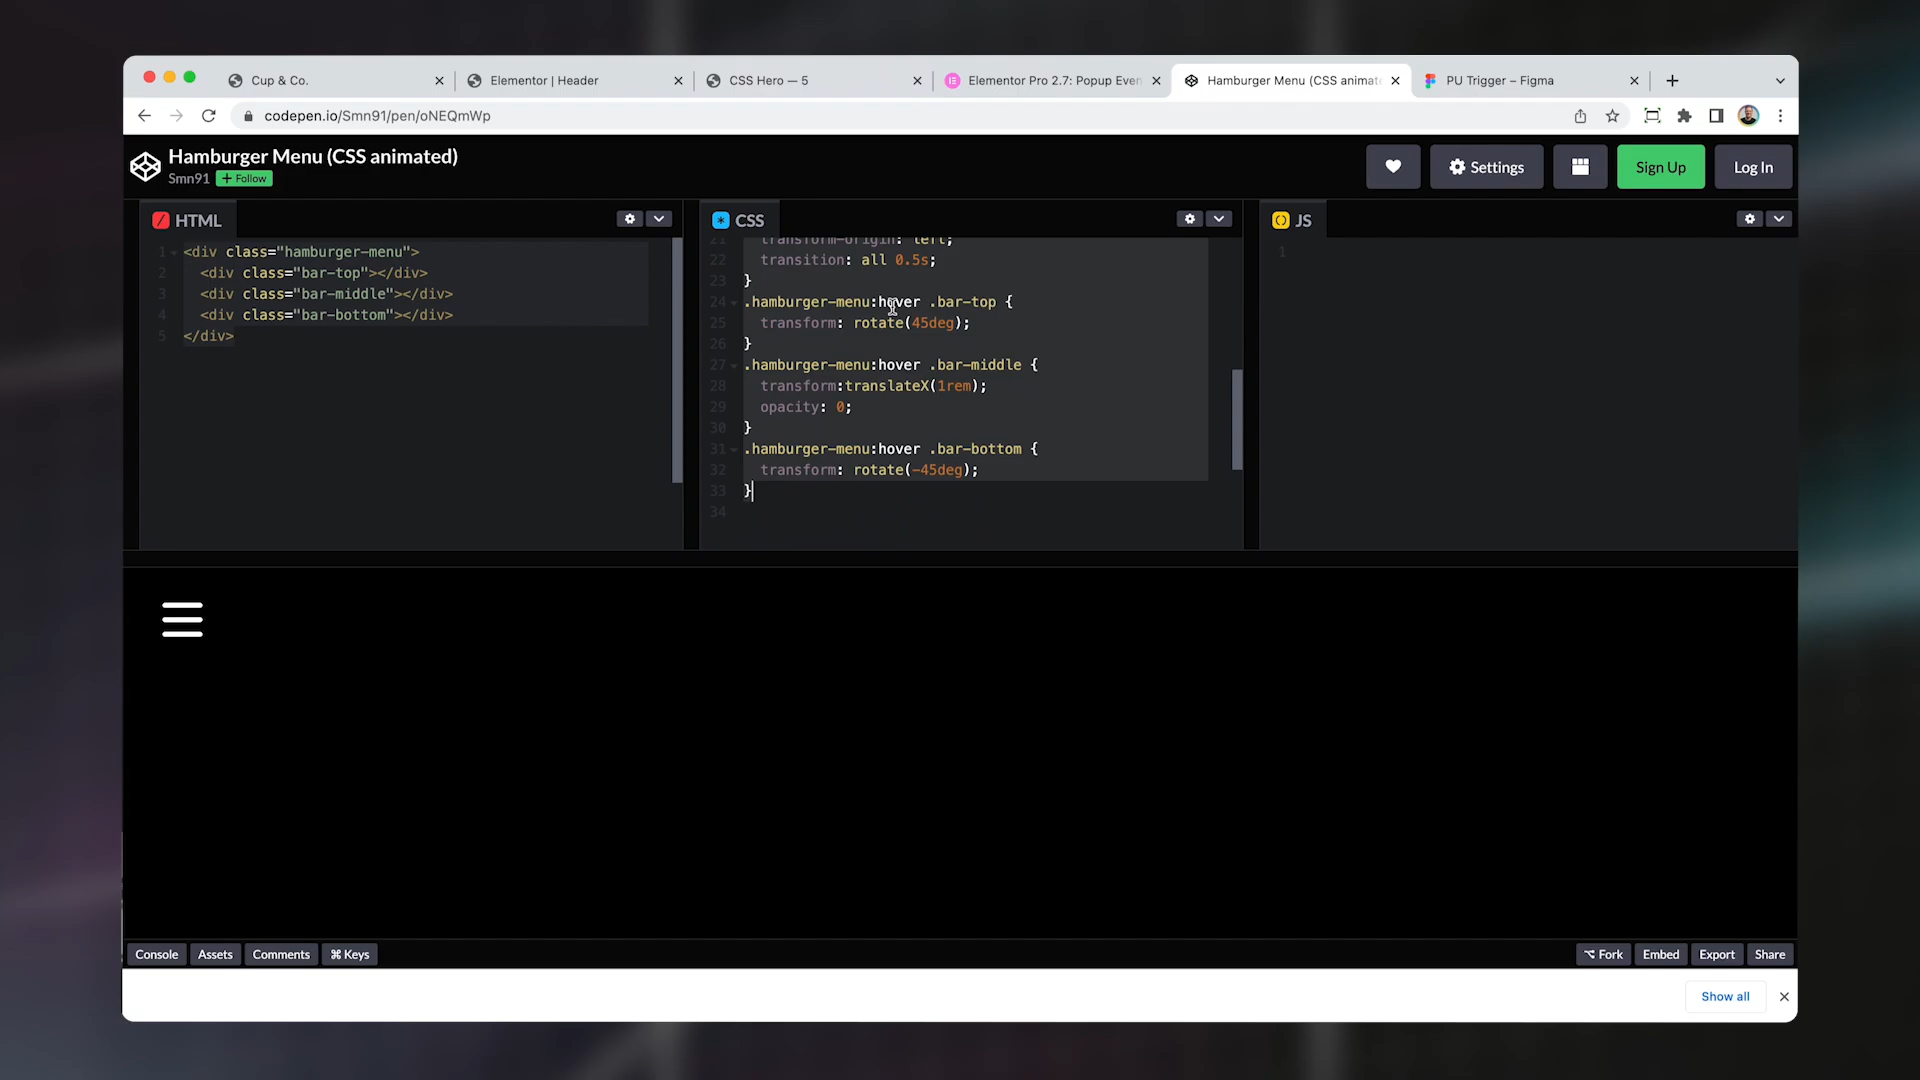 Cup & Co.
Elementor | Header
CSS Hero — 5
Elementor Pro 2.7: Popup Even
Hamburger Menu (CSS animate
PU Trigger – Figma
codepen.io/Smn91/pen/oNEQmWp
Hamburger Menu (CSS animated)
Smn91
+ Follow
Settings
Sign Up
Log In
HTML
1 <div class="hamburger-menu">
2 <div class="bar-top"></div>
3 <div class="bar-middle"></div>
4 <div class="bar-bottom"></div>
5 </div>
CSS
21 transform-origin: left;
22 transition: all 0.5s;
23 }
24 .hamburger-menu:hover .bar-top {
25 transform: rotate(45deg);
26 }
27 .hamburger-menu:hover .bar-middle {
28 transform:translateX(1rem);
29 opacity: 0;
30 }
31 .hamburger-menu:hover .bar-bottom {
32 transform: rotate(-45deg);
33 }
34
JS
1
Console
Assets
Comments
⌘ Keys
Fork
Embed
Export
Share
Show all